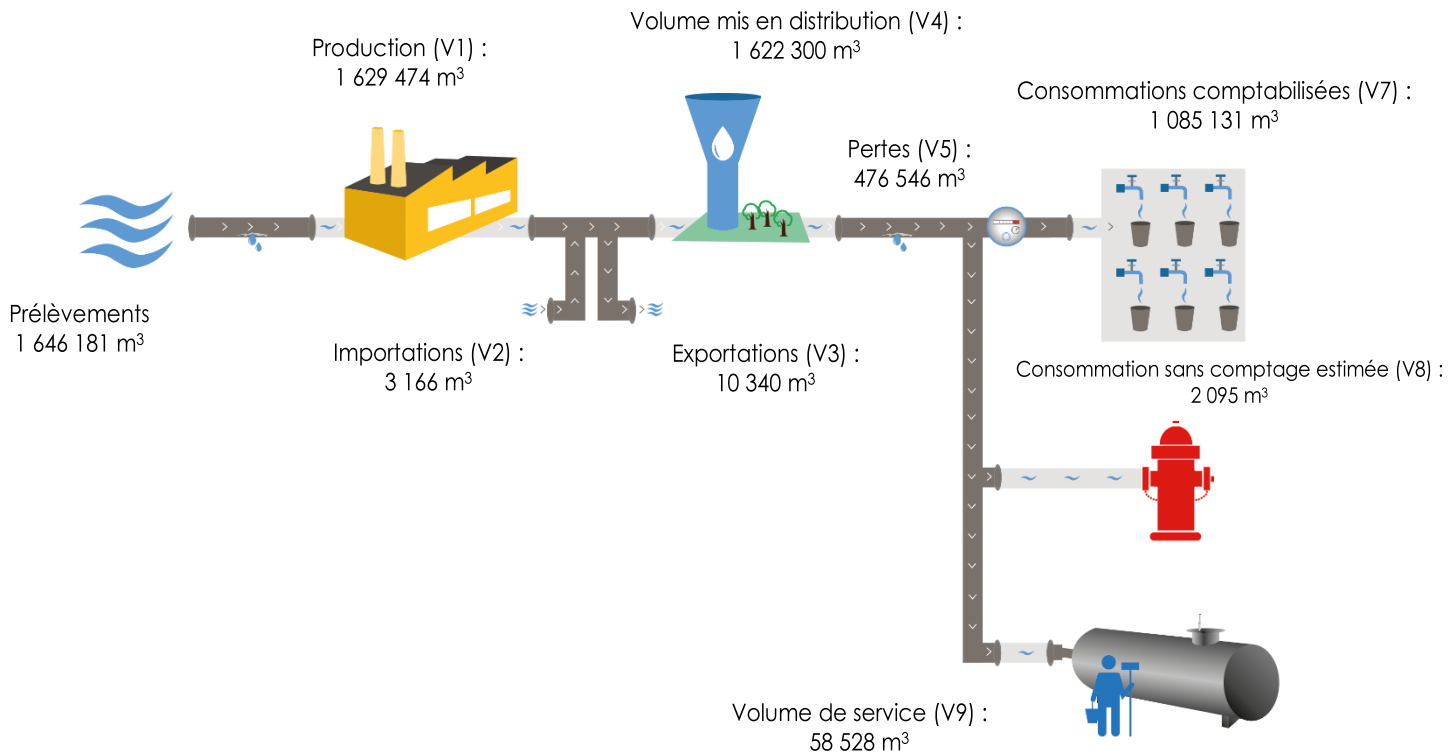 Volume mis en distribution (V4) :
1 622 300 m³
Production (V1) :
1 629 474 m³
Consommations comptabilisées (V7) :
1 085 131 m³
Pertes (V5) :
476 546 m³
Prélèvements
1 646 181 m³
Importations (V2) :
3 166 m³
Exportations (V3) :
10 340 m³
Consommation sans comptage estimée (V8) :
2 095 m³
Volume de service (V9) :
58 528 m³